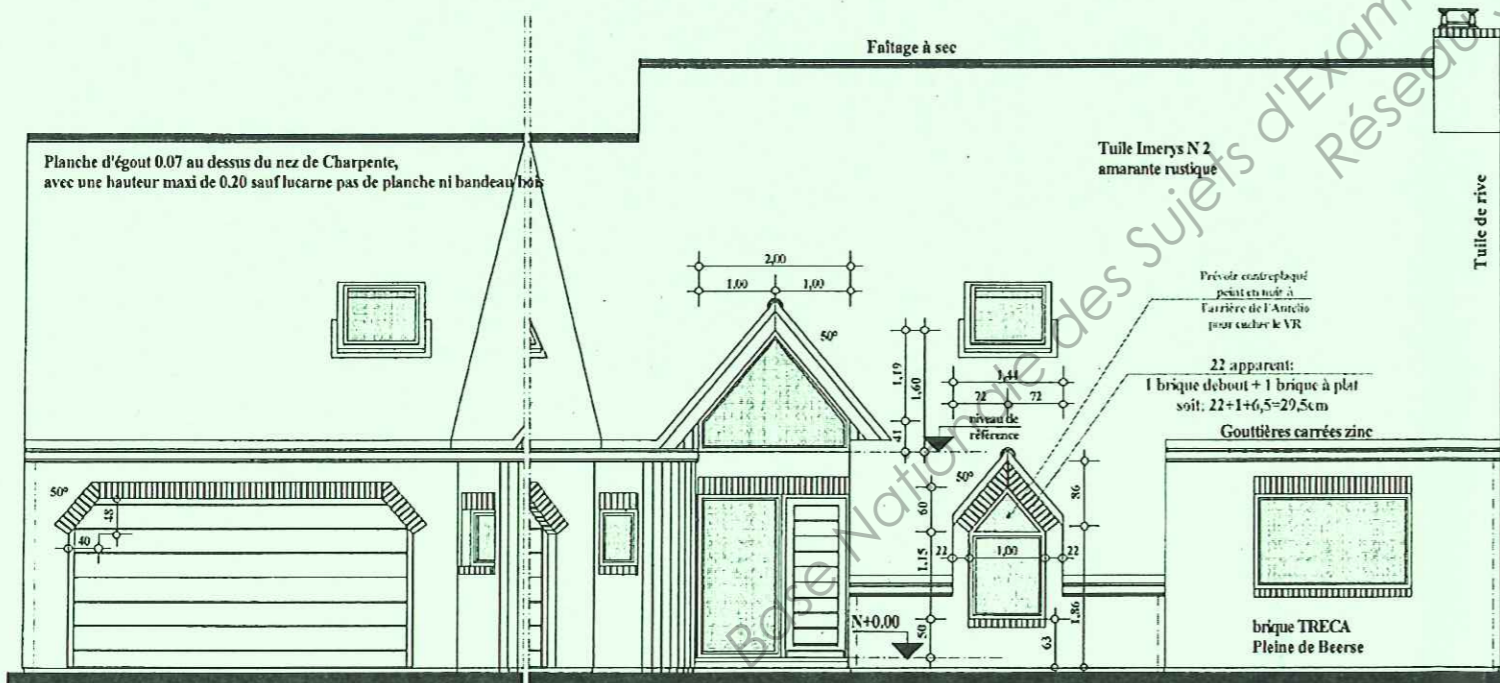 Faîtage à sec
Planche d'égout 0.07 au dessus du nez de Charpente,
avec une hauteur maxi de 0.20 sauf lucarne pas de planche ni bandeau bois
Tuile Imerys N 2
amarante rustique
Tuile de rive
2,00
1.00
1,00
50°
Prévoir contreplaqué
peint en noir à
l'arrière de l'Antelio
pour cacher le VR
1,19
1,60
41
1,44
72
72
niveau de
référence
22 apparent:
1 brique debout + 1 brique à plat
soit: 22+1+6,5=29,5cm
Gouttières carrées zinc
50°
48
40
50°
60
86
1,15
22
1,00
22
N+0,00
50
63
1,86
brique TRECA
Pleine de Beerse
Base Nationale des Sujets d'Exam
Réseau